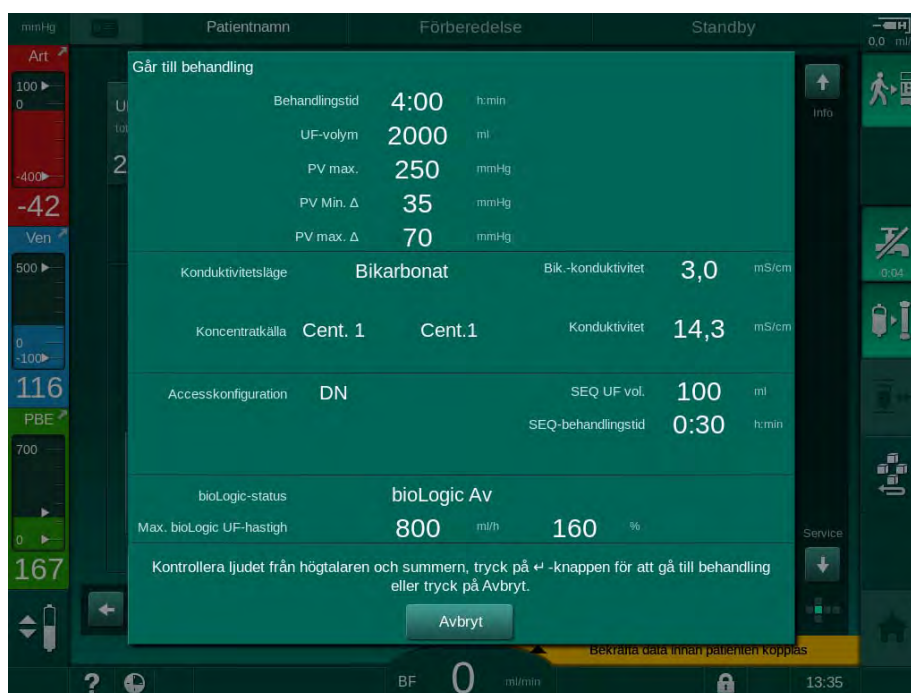 mmHg Patientnamn Förberedelse Standby
0,0 ml/
Art
100
0
-400
-42
Ven
500
0
-100
116
PBE
700
0
167
Går till behandling
Behandlingstid 4:00 h:min
UF-volym 2000 ml
PV max. 250 mmHg
PV Min. Δ 35 mmHg
PV max. Δ 70 mmHg
Konduktivitetsläge Bikarbonat Bik.-konduktivitet 3,0 mS/cm
Koncentratkälla Cent. 1 Cent.1 Konduktivitet 14,3 mS/cm
Accesskonfiguration DN SEQ UF vol. 100 ml
SEQ-behandlingstid 0:30 h:min
bioLogic-status bioLogic Av
Max. bioLogic UF-hastigh 800 ml/h 160 %
Kontrollera ljudet från högtalaren och summern, tryck på ↵ -knappen för att gå till behandling
eller tryck på Avbryt.
Avbryt
Info
Service
0:04
Bekräfta data innan patienten kopplas
? BF 0 ml/min 13:35